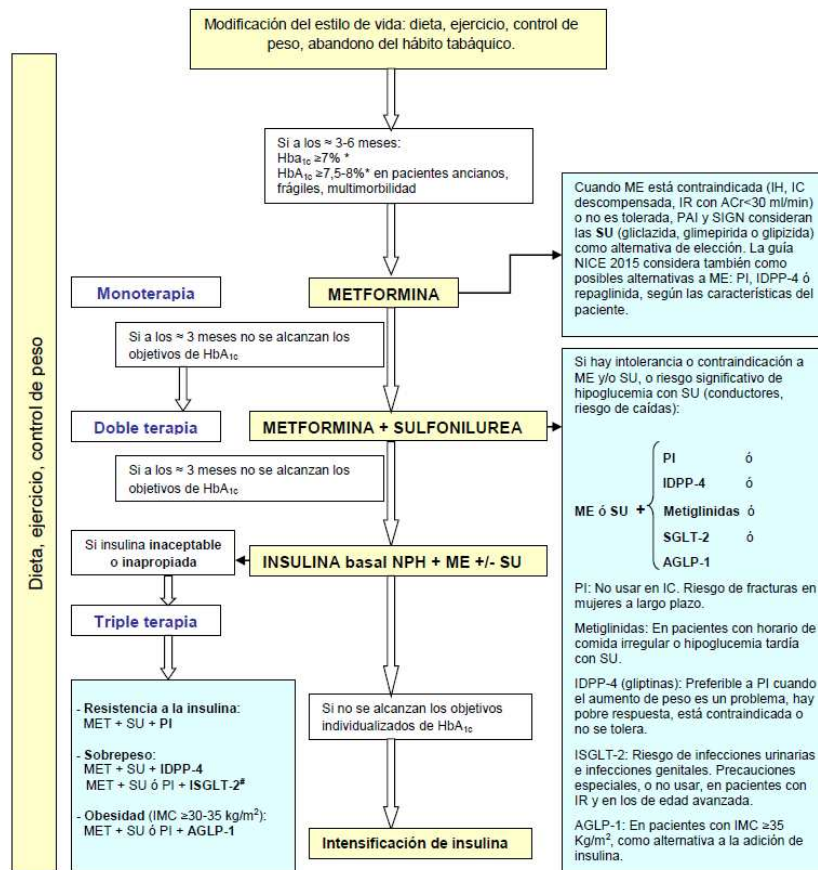 Modificación del estilo de vida: dieta, ejercicio, control de
peso, abandono del hábito tabáquico.
Dieta, ejercicio, control de peso
Si a los ≈ 3-6 meses:
Hba1c ≥7% *
HbA1c ≥7,5-8%* en pacientes ancianos,
frágiles, multimorbilidad
Monoterapia
METFORMINA
Cuando ME está contraindicada (IH, IC
descompensada, IR con ACr<30 ml/min)
o no es tolerada, PAI y SIGN consideran
las SU (gliclazida, glimepirida o glipizida)
como alternativa de elección. La guía
NICE 2015 considera también como
posibles alternativas a ME: PI, IDPP-4 ó
repaglinida, según las características del
paciente.
Si a los ≈ 3 meses no se alcanzan los
objetivos de HbA1c
Doble terapia
METFORMINA + SULFONILUREA
Si hay intolerancia o contraindicación a
ME y/o SU, o riesgo significativo de
hipoglucemia con SU (conductores,
riesgo de caídas):
ME ó SU +
PI ó
IDPP-4 ó
Metiglinidas ó
SGLT-2 ó
AGLP-1
PI: No usar en IC. Riesgo de fracturas en
mujeres a largo plazo.
Metiglinidas: En pacientes con horario de
comida irregular o hipoglucemia tardía
con SU.
IDPP-4 (gliptinas): Preferible a PI cuando
el aumento de peso es un problema, hay
pobre respuesta, está contraindicada o
no se tolera.
ISGLT-2: Riesgo de infecciones urinarias
e infecciones genitales. Precauciones
especiales, o no usar, en pacientes con
IR y en los de edad avanzada.
AGLP-1: En pacientes con IMC ≥35
Kg/m², como alternativa a la adición de
insulina.
Si a los ≈ 3 meses no se alcanzan los
objetivos de HbA1c
Si insulina inaceptable
o inapropiada
INSULINA basal NPH + ME +/- SU
Triple terapia
- Resistencia a la insulina:
MET + SU + PI
- Sobrepeso:
MET + SU + IDPP-4
MET + SU ó PI + ISGLT-2#
- Obesidad (IMC ≥30-35 kg/m²):
MET + SU ó PI + AGLP-1
Si no se alcanzan los objetivos
individualizados de HbA1c
Intensificación de insulina